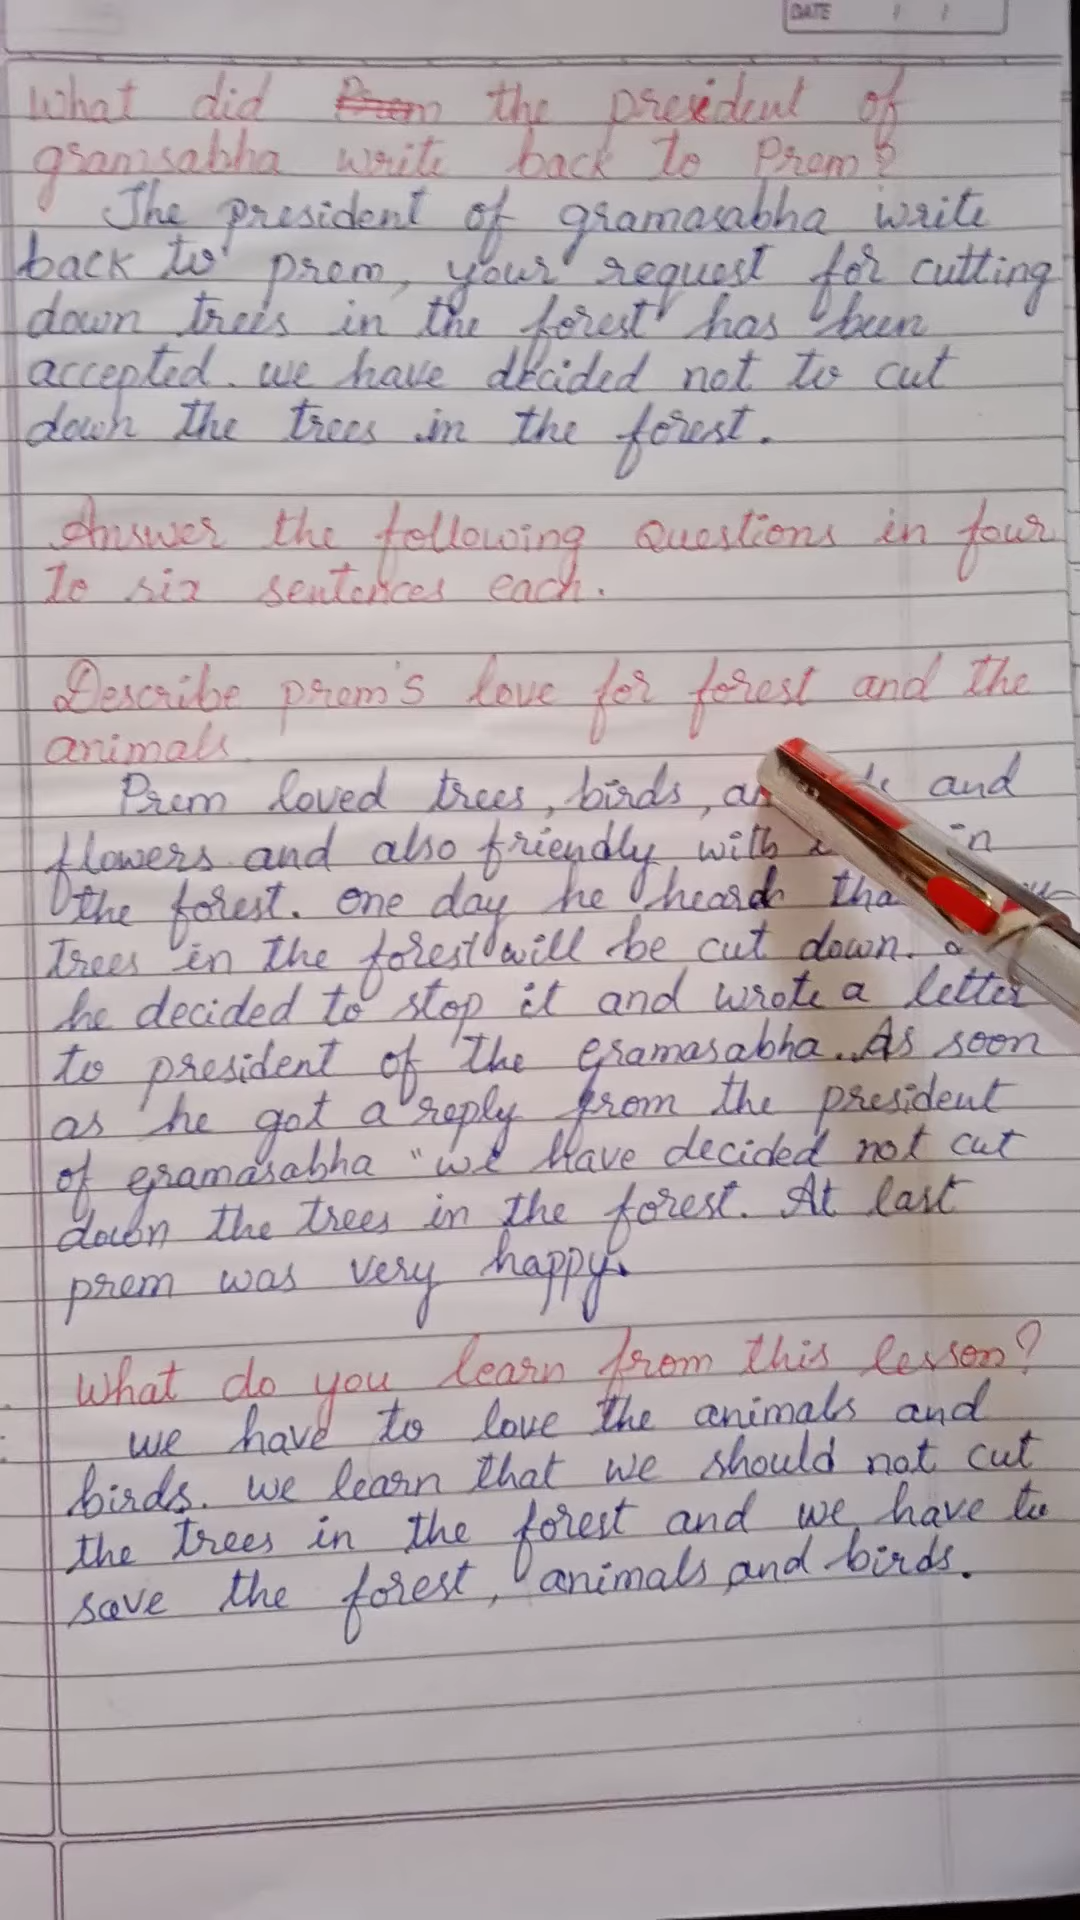 DATE
What did Prem the president of
gramsabha write back to Prem?
The president of gramasabha write
back to prem, your request for cutting
down trees in the forest has been
accepted. we have decided not to cut
down the trees in the forest.
Answer the following Questions in four
to six sentences each.
Describe prem's love for forest and the
animals.
Prem loved trees, birds, and
flowers and also friendly with in
the forest. one day he heard
trees in the forest will be cut down.
he decided to stop it and wrote a letter
to president of the Gramasabha. As soon
as he got a reply from the president
of gramasabha "we have decided not cut
down the trees in the forest. At last
prem was very happy.
What do you learn from this lesson?
we have to love the animals and
birds. we learn that we should not cut
the trees in the forest and we have to
save the forest, animals and birds.